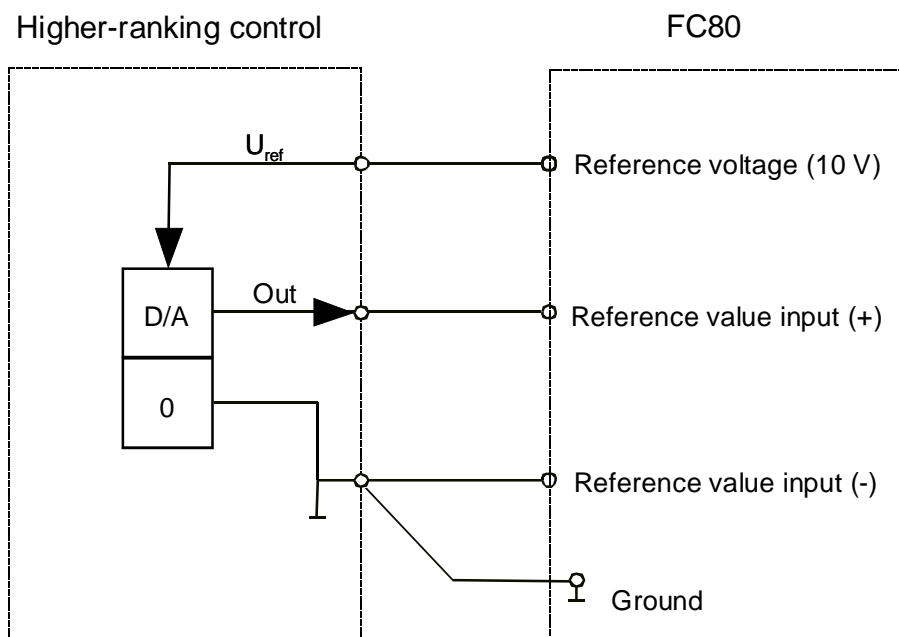 Higher-ranking control
FC80
Uref
Reference voltage (10 V)
D/A
Out
Reference value input (+)
0
Reference value input (-)
Ground